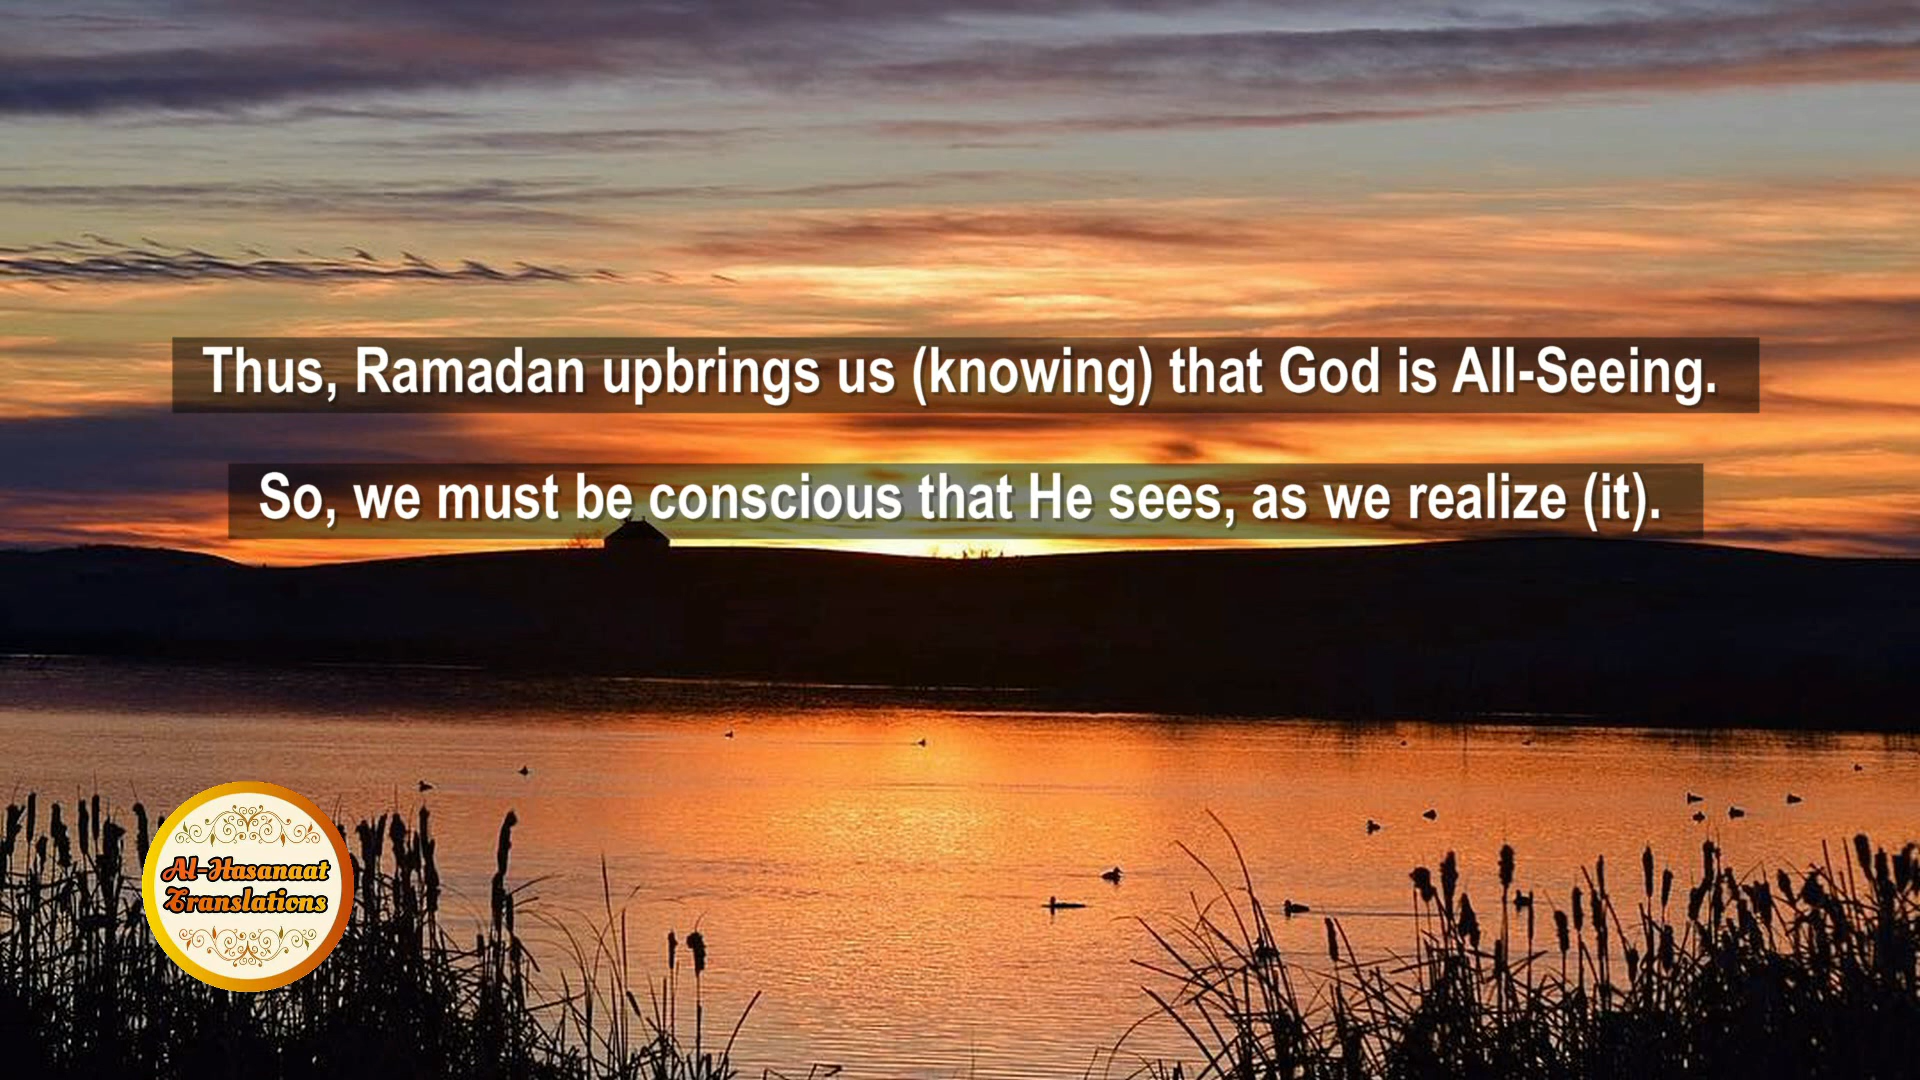 Thus, Ramadan upbrings us (knowing) that God is All-Seeing.
So, we must be conscious that He sees, as we realize (it).
Al-Hasanaat
Translations